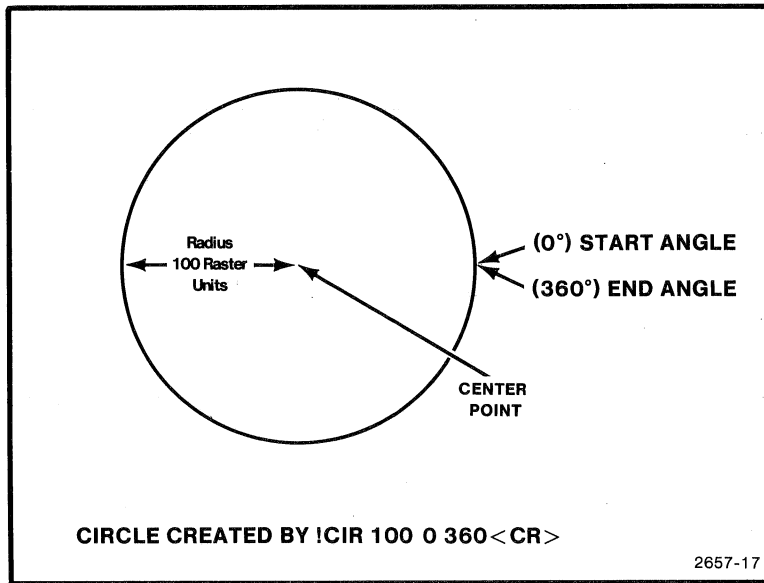 Radius
100 Raster
Units
(0°) START ANGLE
(360°) END ANGLE
CENTER
POINT
CIRCLE CREATED BY !CIR 100 0 360<CR>
2657-17